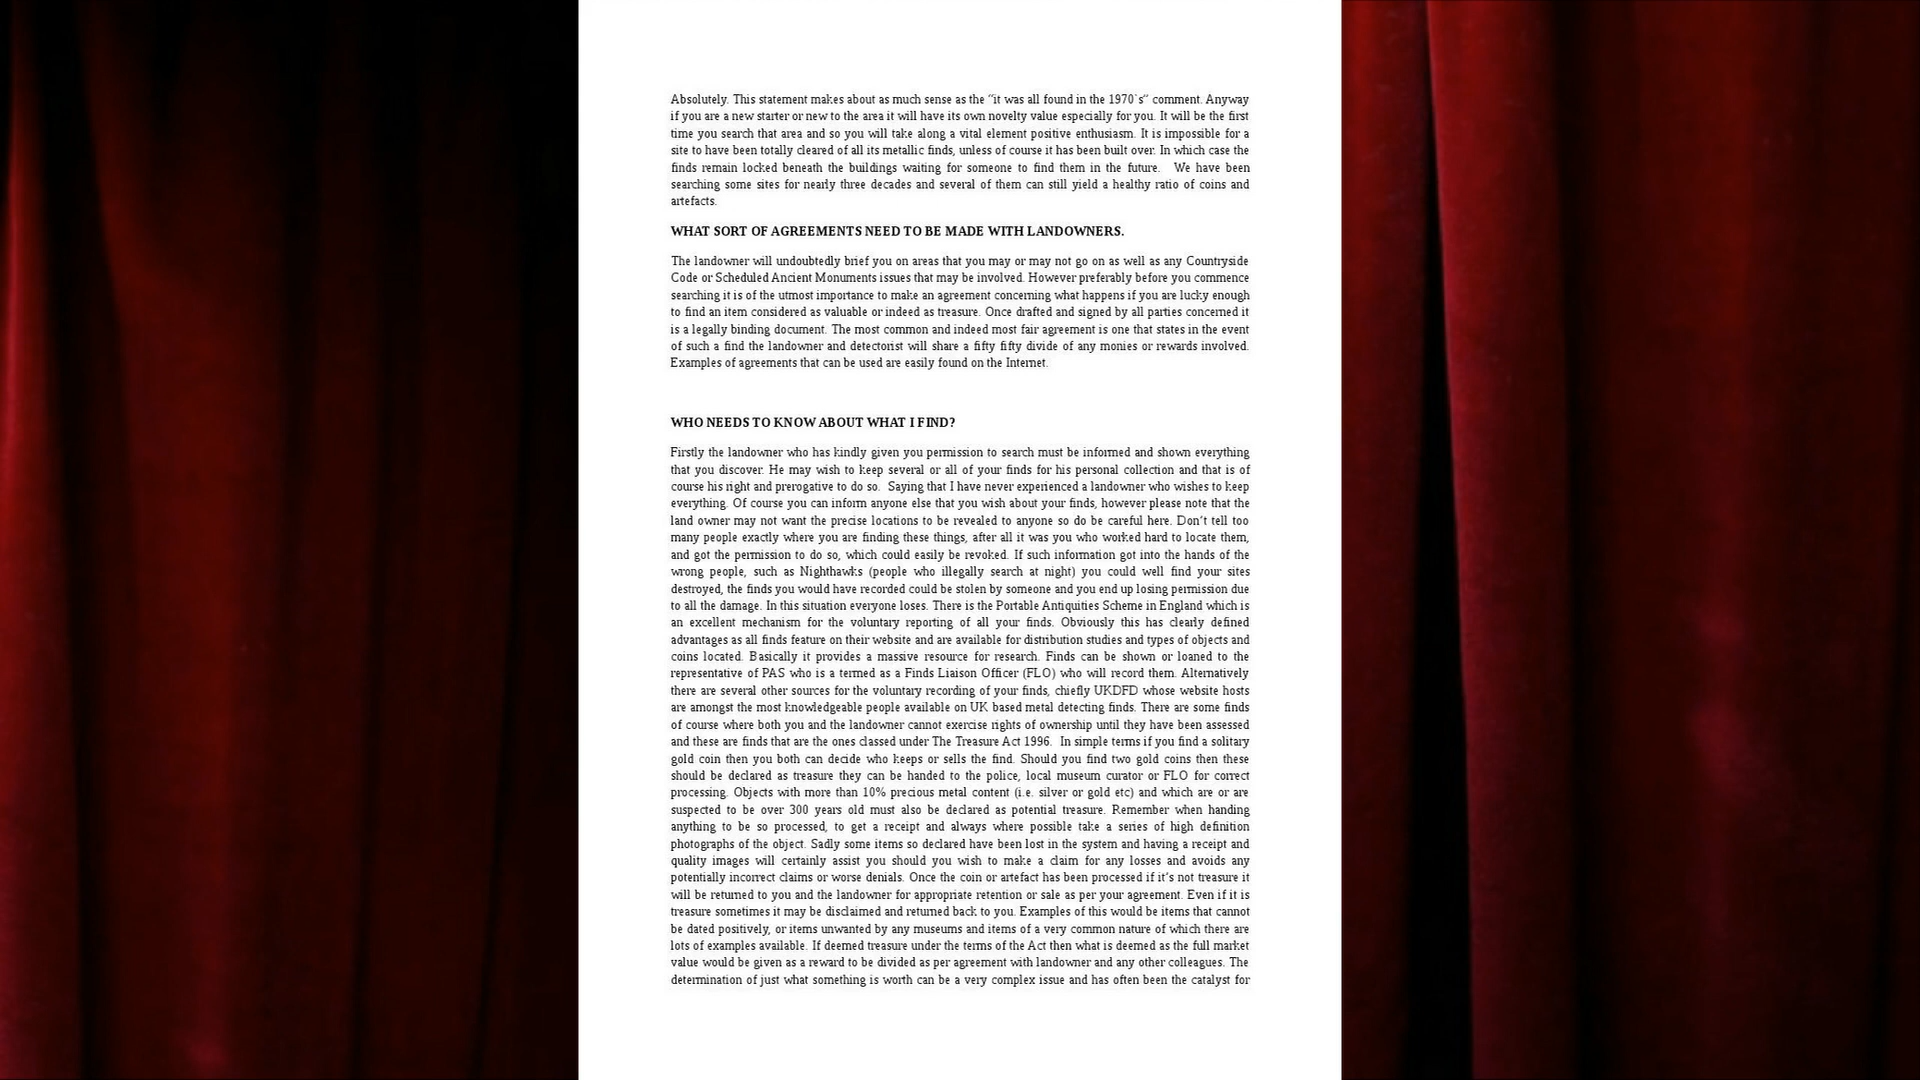 Absolutely. This statement makes about as much sense as the “it was all found in the 1970`s” comment. Anyway
if you are a new starter or new to the area it will have its own novelty value especially for you. It will be the first
time you search that area and so you will take along a vital element positive enthusiasm. It is impossible for a
site to have been totally cleared of all its metallic finds, unless of course it has been built over. In which case the
finds remain locked beneath the buildings waiting for someone to find them in the future. We have been
searching some sites for nearly three decades and several of them can still yield a healthy ratio of coins and
artefacts.
WHAT SORT OF AGREEMENTS NEED TO BE MADE WITH LANDOWNERS.
The landowner will undoubtedly brief you on areas that you may or may not go on as well as any Countryside
Code or Scheduled Ancient Monuments issues that may be involved. However preferably before you commence
searching it is of the utmost importance to make an agreement concerning what happens if you are lucky enough
to find an item considered as valuable or indeed as treasure. Once drafted and signed by all parties concerned it
is a legally binding document. The most common and indeed most fair agreement is one that states in the event
of such a find the landowner and detectorist will share a fifty fifty divide of any monies or rewards involved.
Examples of agreements that can be used are easily found on the Internet.
WHO NEEDS TO KNOW ABOUT WHAT I FIND?
Firstly the landowner who has kindly given you permission to search must be informed and shown everything
that you discover. He may wish to keep several or all of your finds for his personal collection and that is of
course his right and prerogative to do so. Saying that I have never experienced a landowner who wishes to keep
everything. Of course you can inform anyone else that you wish about your finds, however please note that the
land owner may not want the precise locations to be revealed to anyone so do be careful here. Don’t tell too
many people exactly where you are finding these things, after all it was you who worked hard to locate them,
and got the permission to do so, which could easily be revoked. If such information got into the hands of the
wrong people, such as Nighthawks (people who illegally search at night) you could well find your sites
destroyed, the finds you would have recorded could be stolen by someone and you end up losing permission due
to all the damage. In this situation everyone loses. There is the Portable Antiquities Scheme in England which is
an excellent mechanism for the voluntary reporting of all your finds. Obviously this has clearly defined
advantages as all finds feature on their website and are available for distribution studies and types of objects and
coins located. Basically it provides a massive resource for research. Finds can be shown or loaned to the
representative of PAS who is a termed as a Finds Liaison Officer (FLO) who will record them. Alternatively
there are several other sources for the voluntary recording of your finds, chiefly UKDFD whose website hosts
are amongst the most knowledgeable people available on UK based metal detecting finds. There are some finds
of course where both you and the landowner cannot exercise rights of ownership until they have been assessed
and these are finds that are the ones classed under The Treasure Act 1996. In simple terms if you find a solitary
gold coin then you both can decide who keeps or sells the find. Should you find two gold coins then these
should be declared as treasure they can be handed to the police, local museum curator or FLO for correct
processing. Objects with more than 10% precious metal content (i.e. silver or gold etc) and which are or are
suspected to be over 300 years old must also be declared as potential treasure. Remember when handing
anything to be so processed, to get a receipt and always where possible take a series of high definition
photographs of the object. Sadly some items so declared have been lost in the system and having a receipt and
quality images will certainly assist you should you wish to make a claim for any losses and avoids any
potentially incorrect claims or worse denials. Once the coin or artefact has been processed if it’s not treasure it
will be returned to you and the landowner for appropriate retention or sale as per your agreement. Even if it is
treasure sometimes it may be disclaimed and returned back to you. Examples of this would be items that cannot
be dated positively, or items unwanted by any museums and items of a very common nature of which there are
lots of examples available. If deemed treasure under the terms of the Act then what is deemed as the full market
value would be given as a reward to be divided as per agreement with landowner and any other colleagues. The
determination of just what something is worth can be a very complex issue and has often been the catalyst for